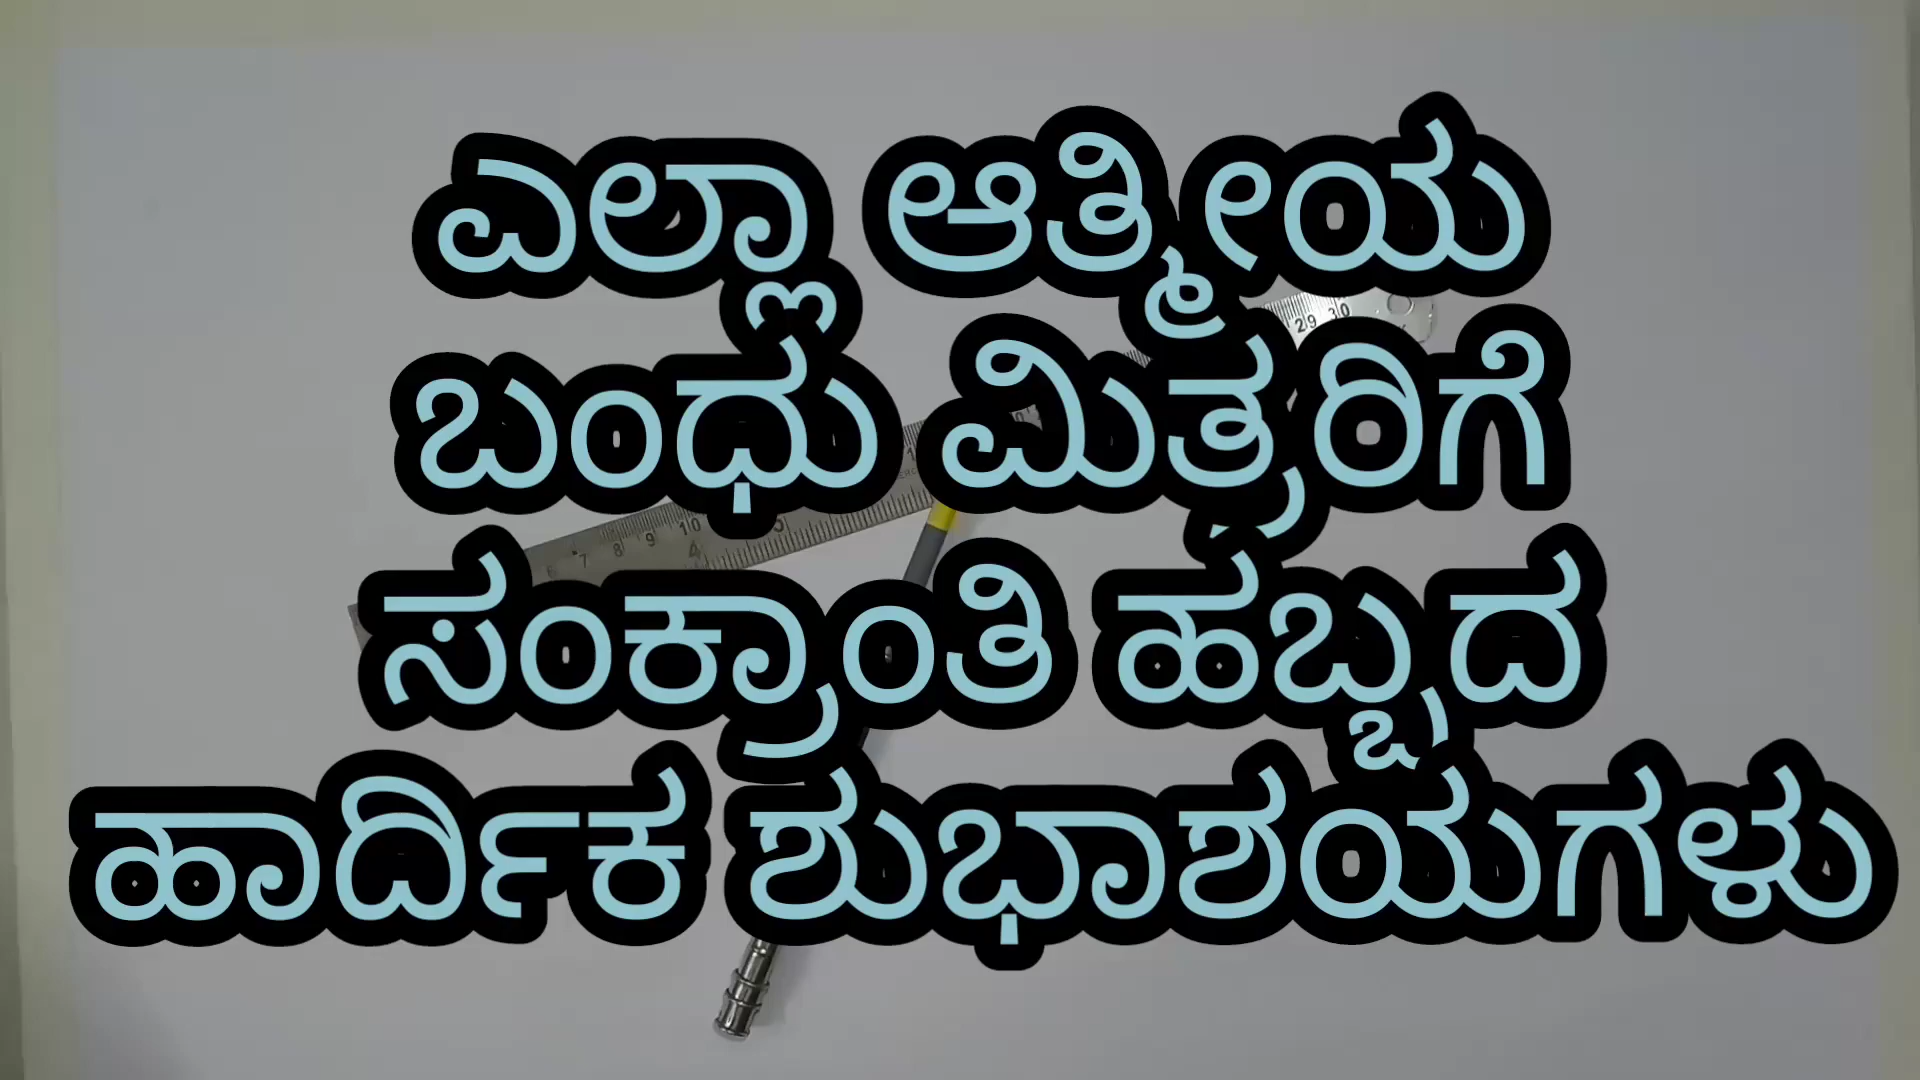 ಎಲ್ಲಾ ಆತ್ಮೀಯ
ಬಂಧು ಮಿತ್ರರಿಗೆ
ಸಂಕ್ರಾಂತಿ ಹಬ್ಬದ
ಹಾರ್ದಿಕ ಶುಭಾಶಯಗಳು